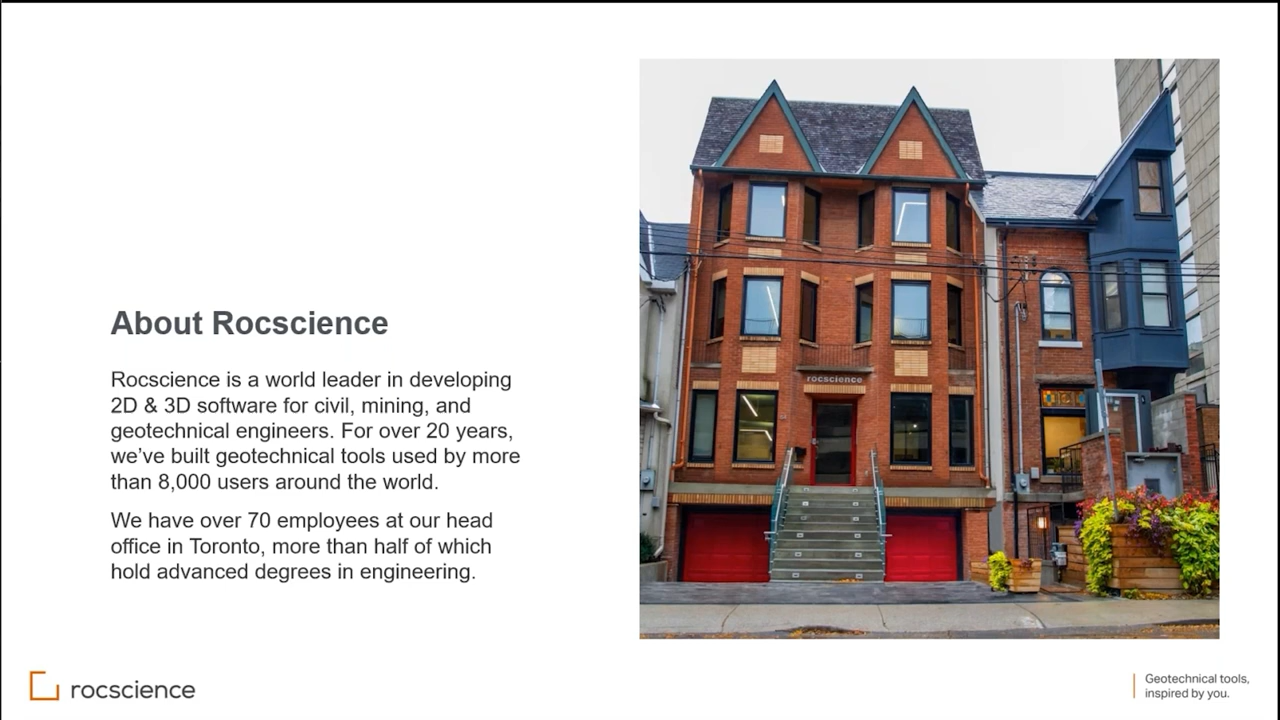 About Rocscience
Rocscience is a world leader in developing
2D & 3D software for civil, mining, and
geotechnical engineers. For over 20 years,
we’ve built geotechnical tools used by more
than 8,000 users around the world.
We have over 70 employees at our head
office in Toronto, more than half of which
hold advanced degrees in engineering.
rocscience
rocscience
Geotechnical tools,
inspired by you.